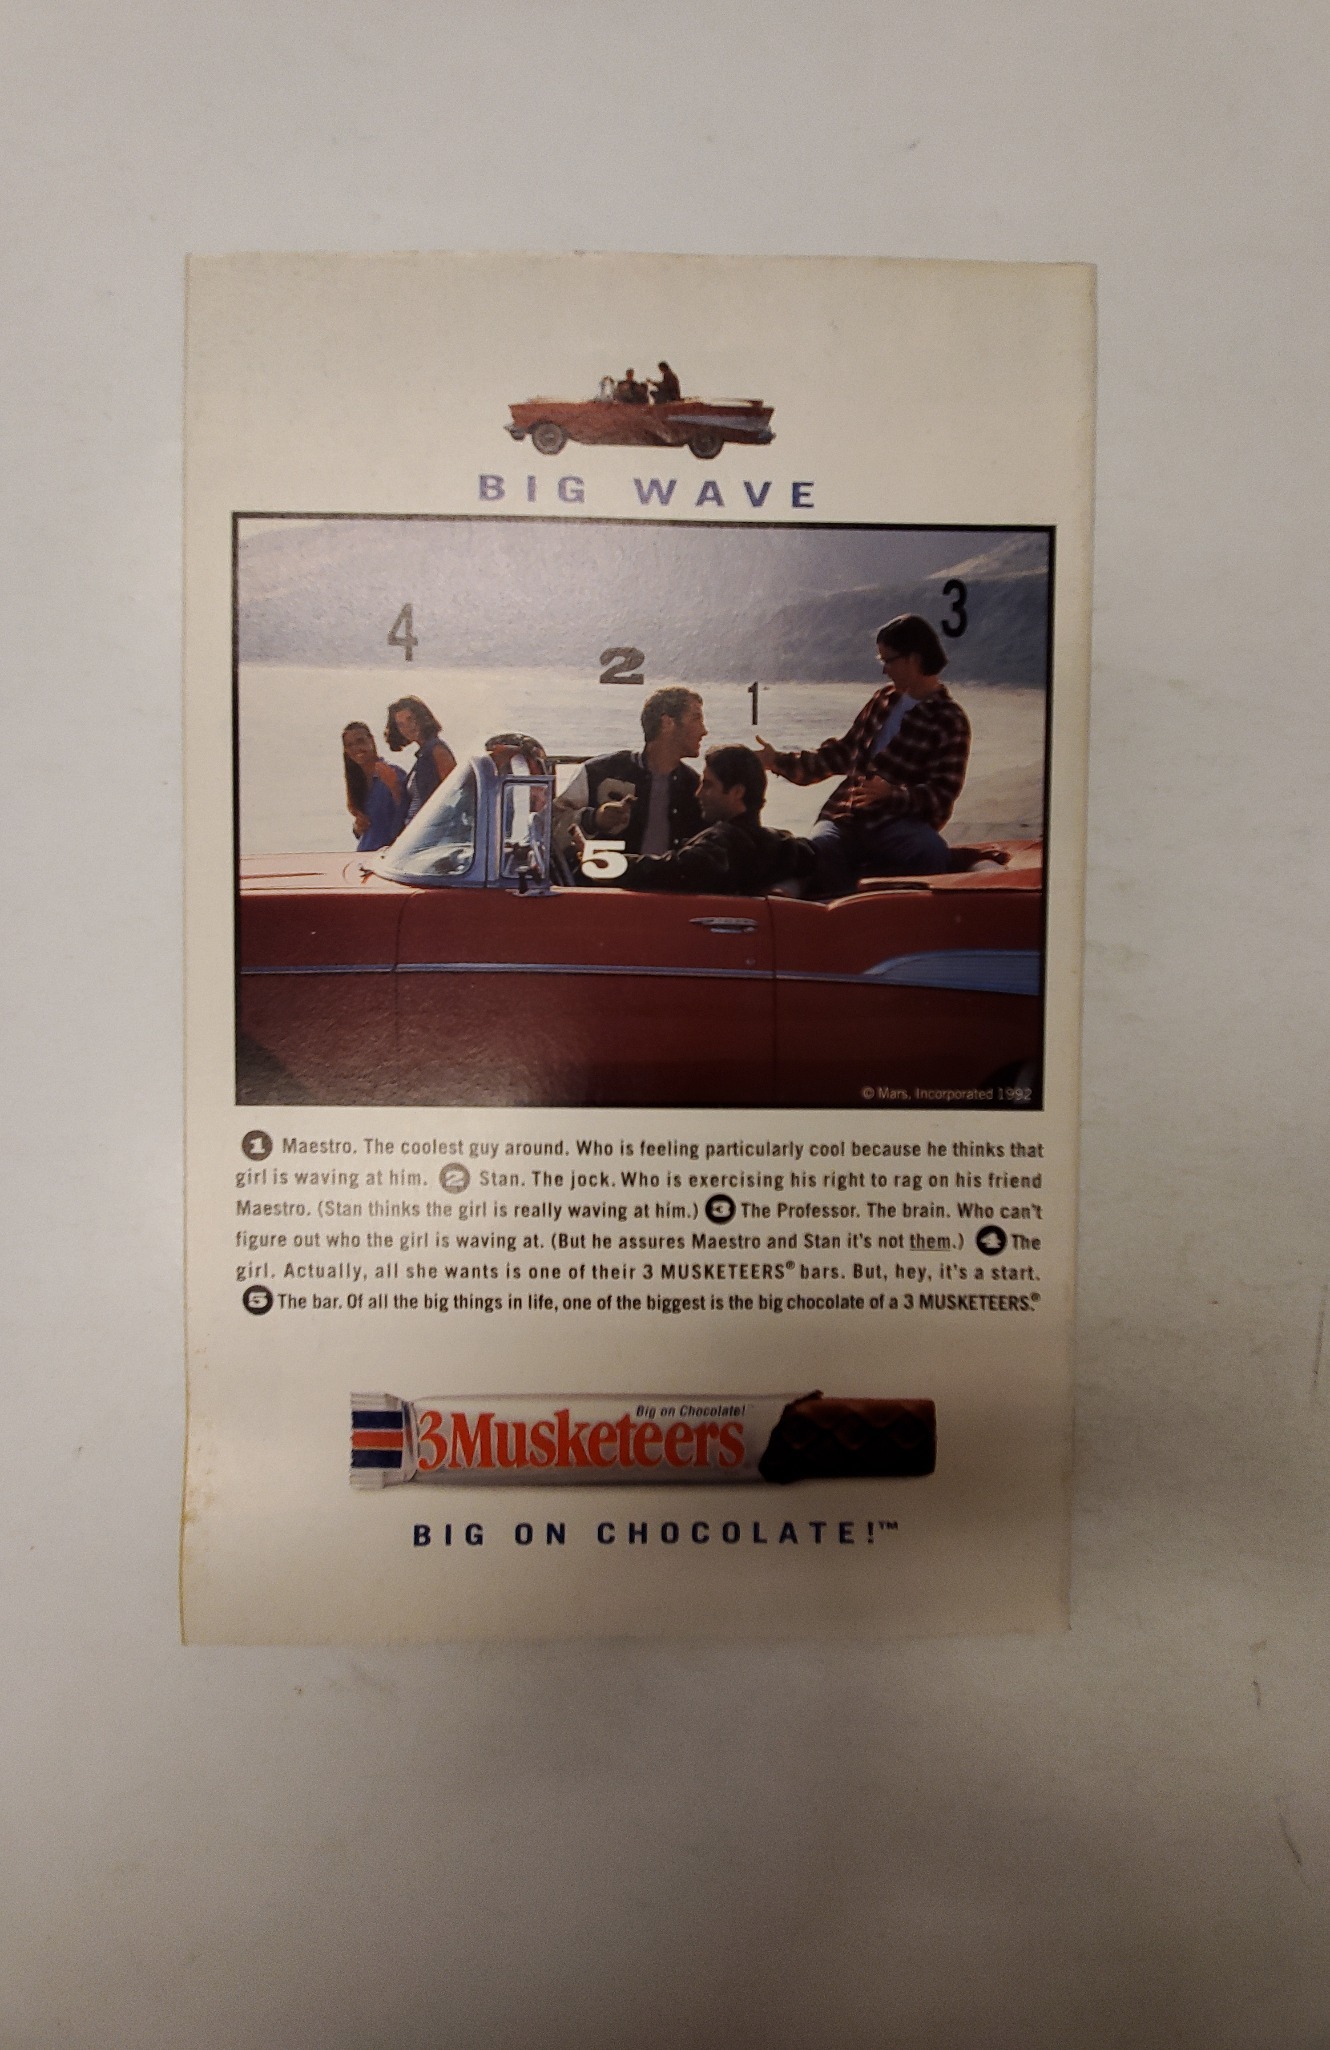 BIG WAVE
4
3
2
1
5
© Mars, Incorporated 1992
1 Maestro. The coolest guy around. Who is feeling particularly cool because he thinks that
girl is waving at him. 2 Stan. The jock. Who is exercising his right to rag on his friend
Maestro. (Stan thinks the girl is really waving at him.) 3 The Professor. The brain. Who can't
figure out who the girl is waving at. (But he assures Maestro and Stan it's not them.) 4 The
girl. Actually, all she wants is one of their 3 MUSKETEERS® bars. But, hey, it's a start.
5 The bar. Of all the big things in life, one of the biggest is the big chocolate of a 3 MUSKETEERS.®
Big on Chocolate!
3Musketeers
BIG ON CHOCOLATE!™